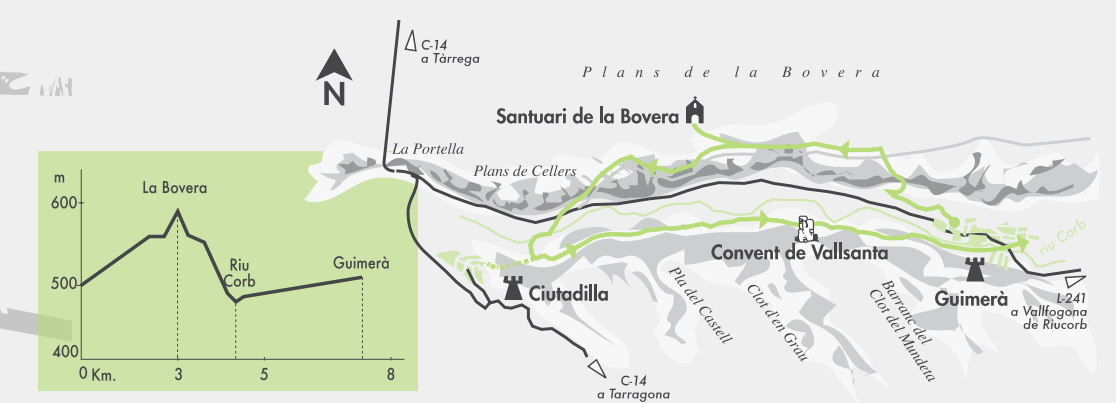 C-14
a Tàrrega
N
Plans de la Bovera
Santuari de la Bovera
La Portella
Plans de Cellers
m
600
La Bovera
500
Riu
Corb
Guimerà
400
0 Km.
3
5
8
riu Corb
Convent de Vallsanta
Ciutadilla
Guimerà
Pla del Castell
Clot d'en Grau
Barranc del
Clot del Mundeta
L-241
a Vallfogona
de Riucorb
C-14
a Tarragona